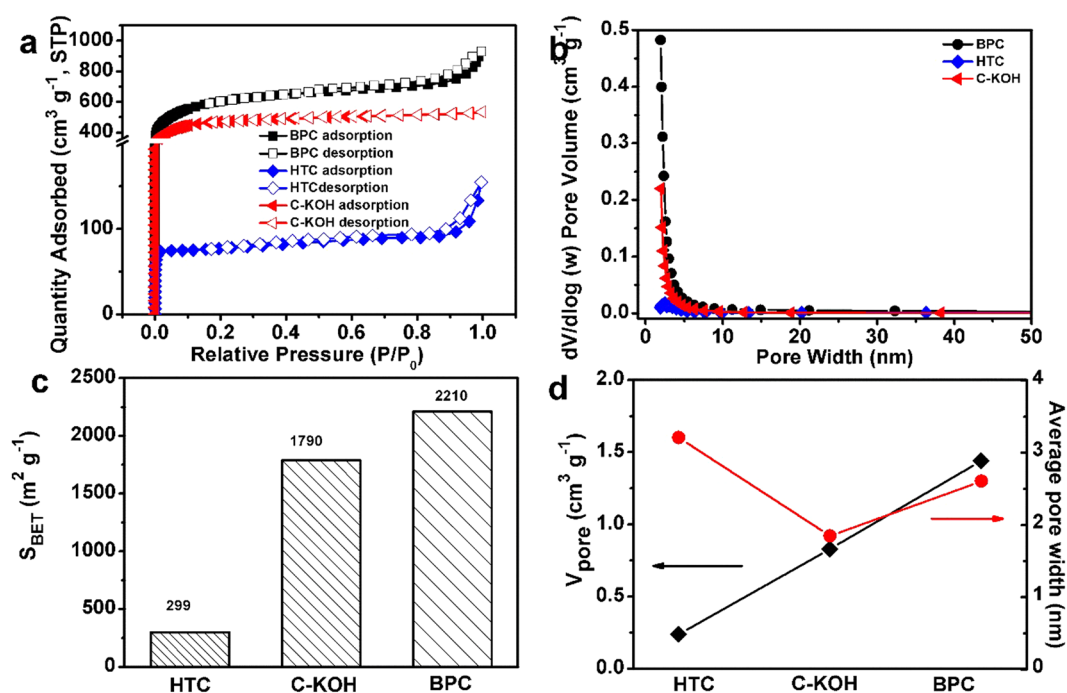 a
Quantity Adsorbed (cm³ g⁻¹, STP)
1000
800
600
400
100
0
BPC adsorption
BPC desorption
HTC adsorption
HTCdesorption
C-KOH adsorption
C-KOH desorption
0.0 0.2 0.4 0.6 0.8 1.0
Relative Pressure (P/P₀)
b
dV/dlog (w) Pore Volume (cm³ g⁻¹)
0.5
0.4
0.3
0.2
0.1
0.0
BPC
HTC
C-KOH
0 10 20 30 40 50
Pore Width (nm)
c
S_BET (m² g⁻¹)
2500
2000
1500
1000
500
0
299
1790
2210
HTC C-KOH BPC
d
Vpore (cm³ g⁻¹)
2.0
1.5
1.0
0.5
0.0
4
3
2
1
0
Average pore width (nm)
HTC C-KOH BPC